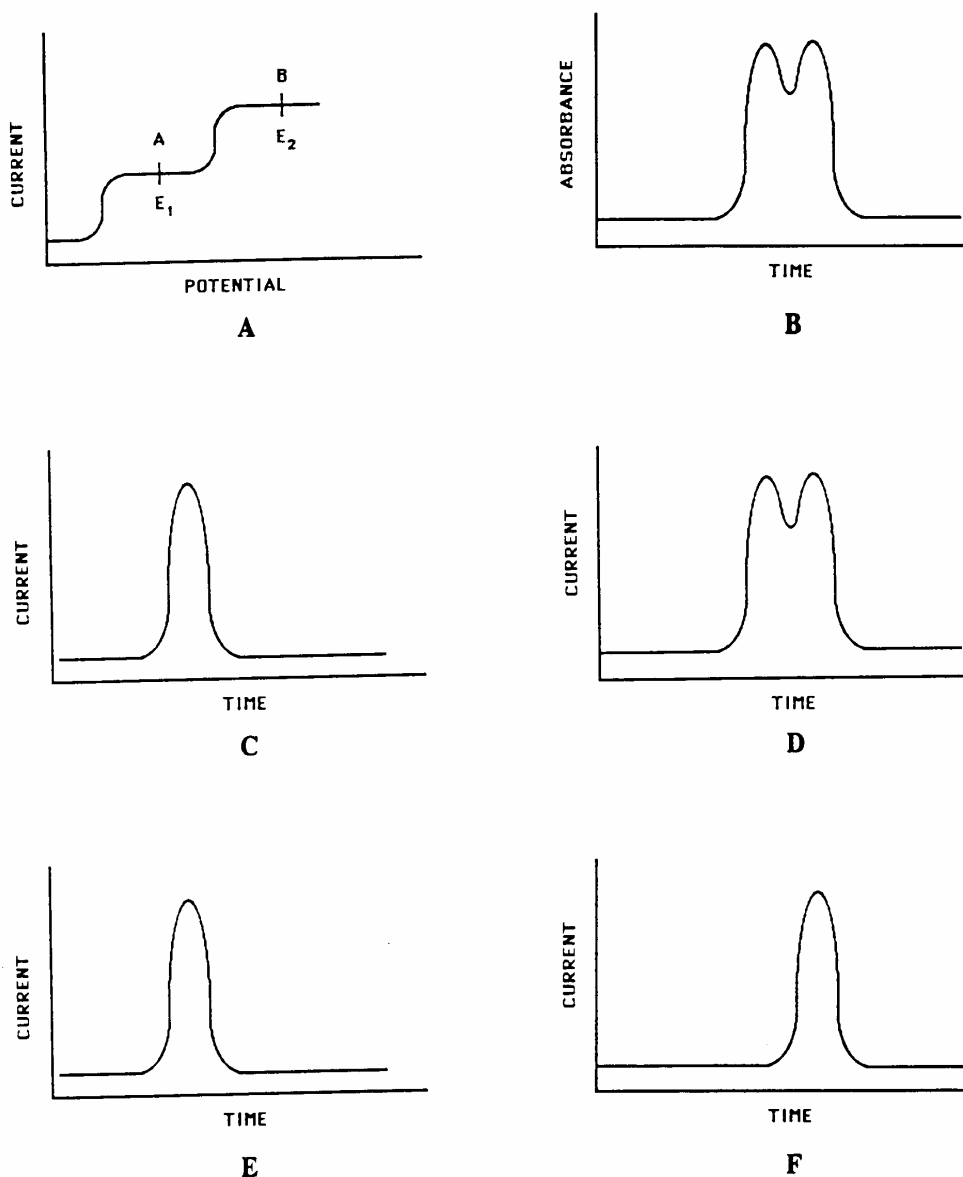 CURRENT
A
E1
B
E2
POTENTIAL
A
ABSORBANCE
TIME
B
CURRENT
TIME
C
CURRENT
TIME
D
CURRENT
TIME
E
CURRENT
TIME
F